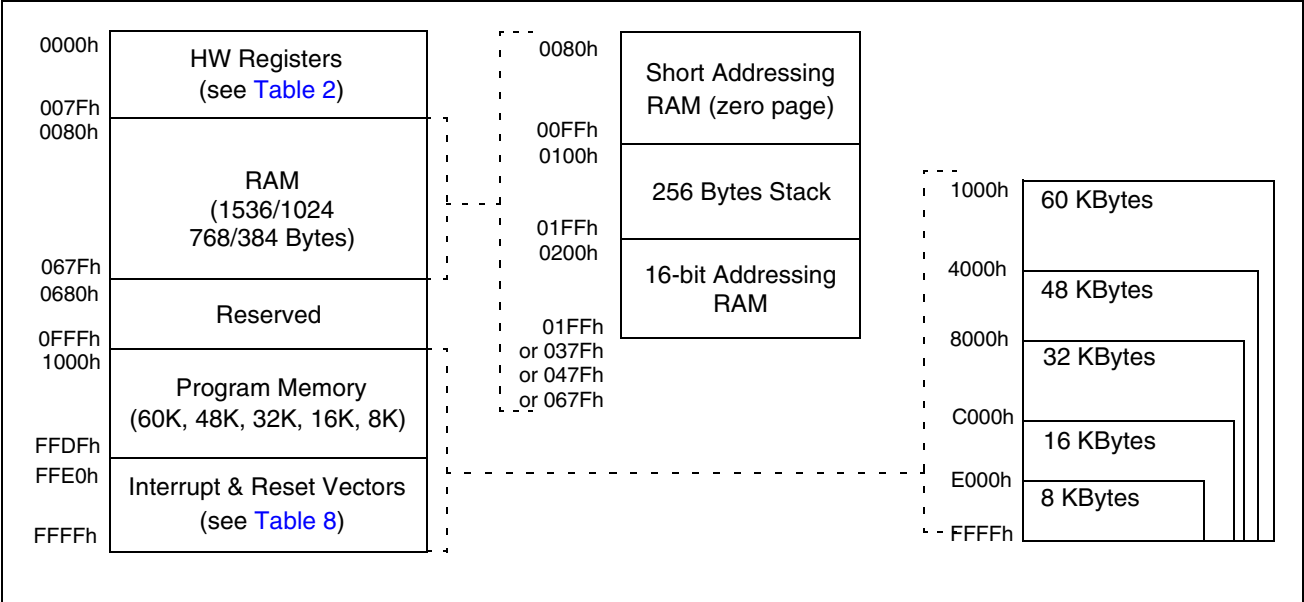 0000h
HW Registers
(see Table 2)
007Fh
0080h
RAM
(1536/1024
768/384 Bytes)
067Fh
0680h
Reserved
0FFFh
1000h
Program Memory
(60K, 48K, 32K, 16K, 8K)
FFDFh
FFE0h
Interrupt & Reset Vectors
(see Table 8)
FFFFh
0080h
Short Addressing
RAM (zero page)
00FFh
0100h
256 Bytes Stack
01FFh
0200h
16-bit Addressing
RAM
01FFh
or 037Fh
or 047Fh
or 067Fh
1000h
60 KBytes
4000h
48 KBytes
8000h
32 KBytes
C000h
16 KBytes
E000h
8 KBytes
FFFFh